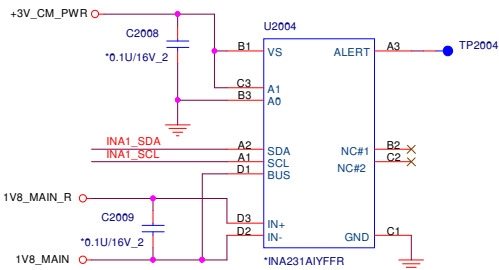 +3V_CM_PWR
C2008
*0.1U/16V_2
U2004
B1 VS ALERT A3 TP2004
C3 A1
B3 A0
INA1_SDA A2 SDA NC#1 B2
INA1_SCL A1 SCL NC#2 C2
D1 BUS
1V8_MAIN_R
C2009
D3 IN+
*0.1U/16V_2
D2 IN- GND C1
1V8_MAIN
*INA231AIYFFR